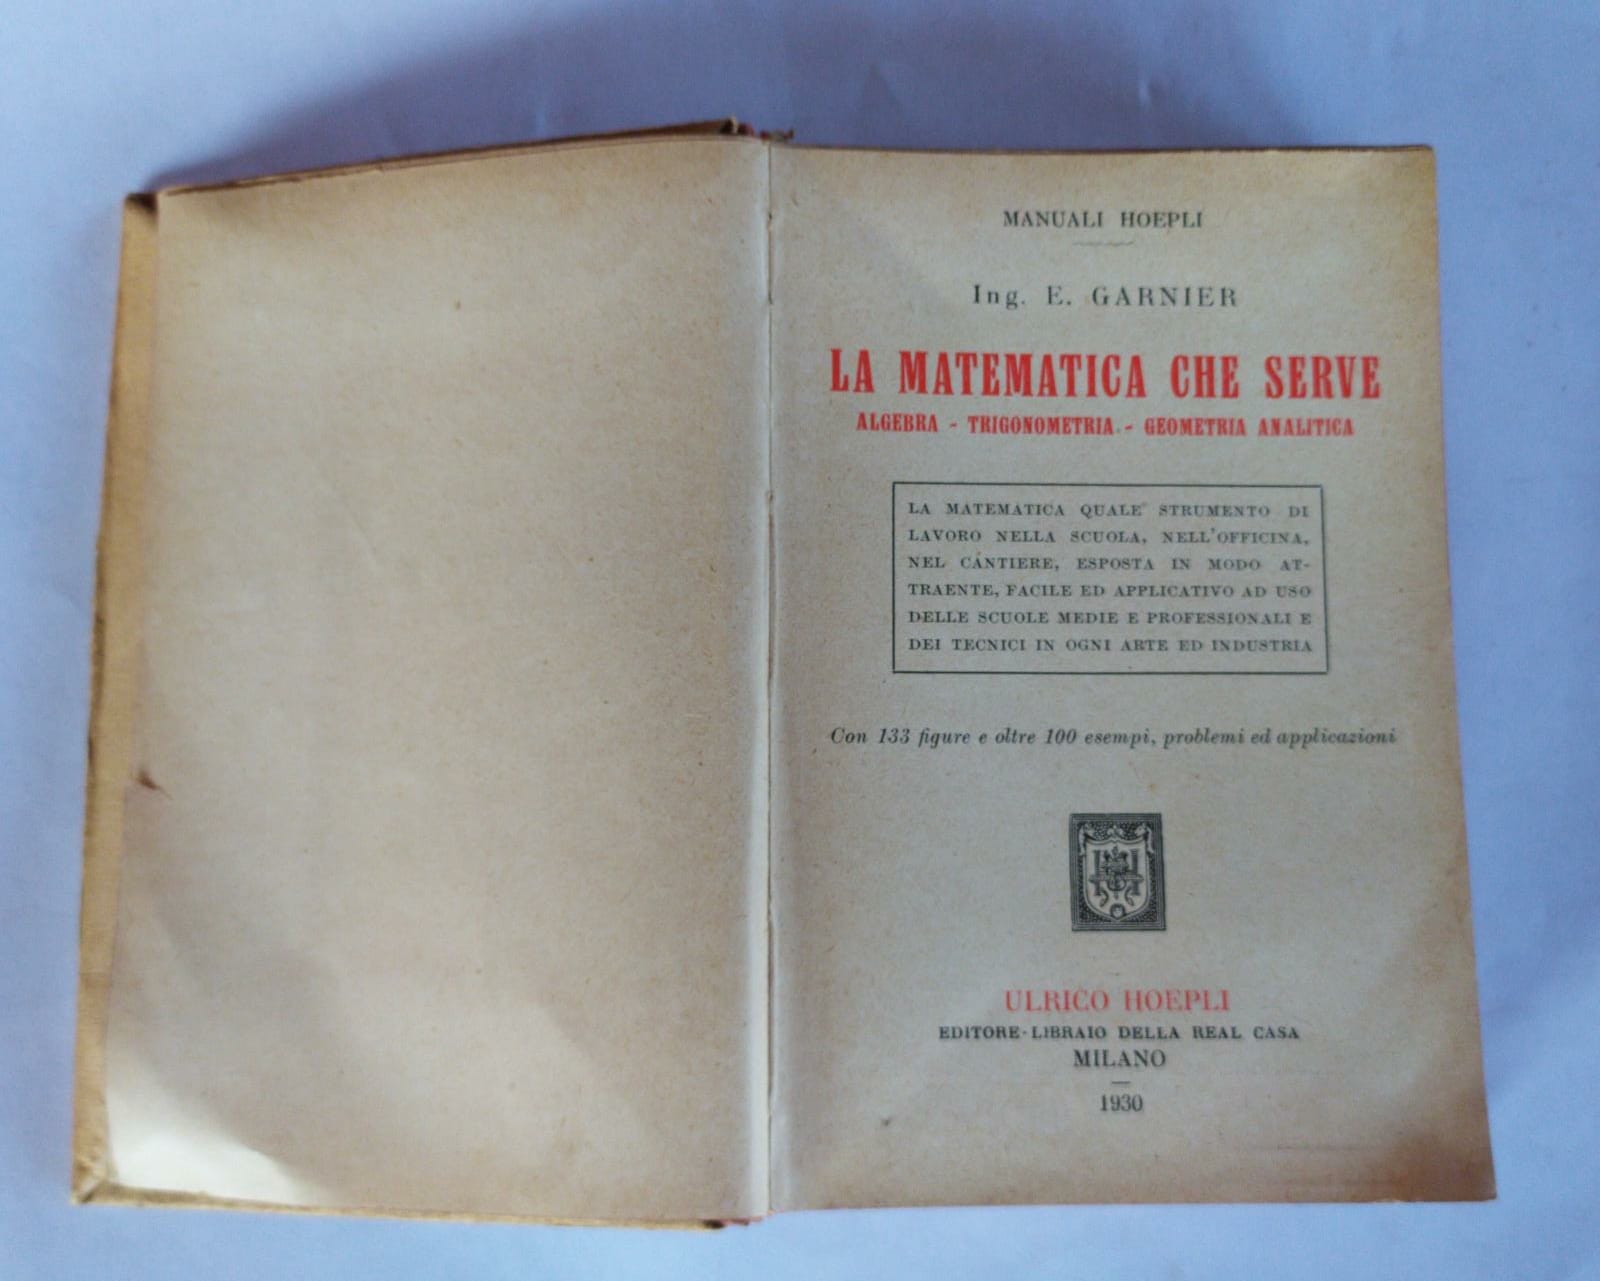 MANUALI HOEPLI
Ing. E. GARNIER
LA MATEMATICA CHE SERVE
ALGEBRA - TRIGONOMETRIA - GEOMETRIA ANALITICA
LA MATEMATICA QUALE STRUMENTO DI
LAVORO NELLA SCUOLA, NELL'OFFICINA,
NEL CANTIERE, ESPOSTA IN MODO AT-
TRAENTE, FACILE ED APPLICATIVO AD USO
DELLE SCUOLE MEDIE E PROFESSIONALI E
DEI TECNICI IN OGNI ARTE ED INDUSTRIA
Con 133 figure e oltre 100 esempi, problemi ed applicazioni
ULRICO HOEPLI
EDITORE-LIBRAIO DELLA REAL CASA
MILANO
1930